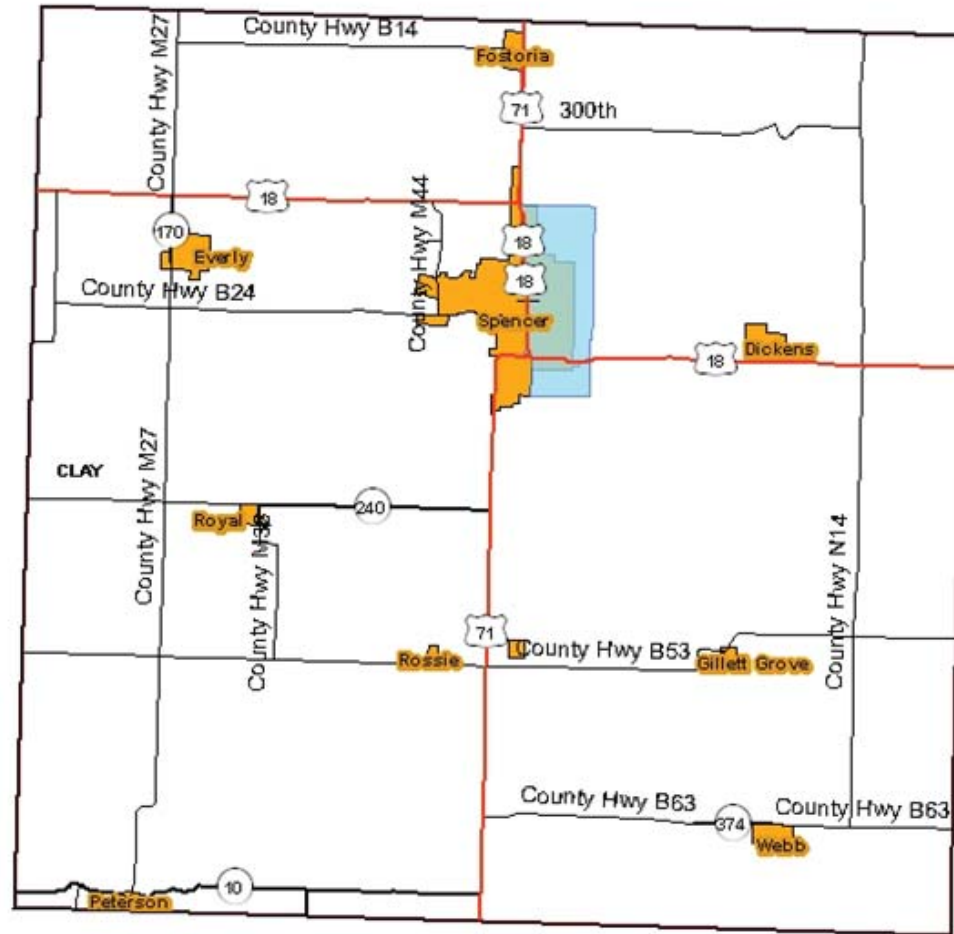 County Hwy B14
County Hwy M27
Fostoria
71
300th
18
County Hwy M44
170
Everly
18
18
County Hwy B24
Spencer
Dickens
18
CLAY
County Hwy M27
240
Royal
County Hwy N14
71
County Hwy B53
Rossie
Gillett Grove
County Hwy B63
County Hwy B63
374
Webb
10
Peterson